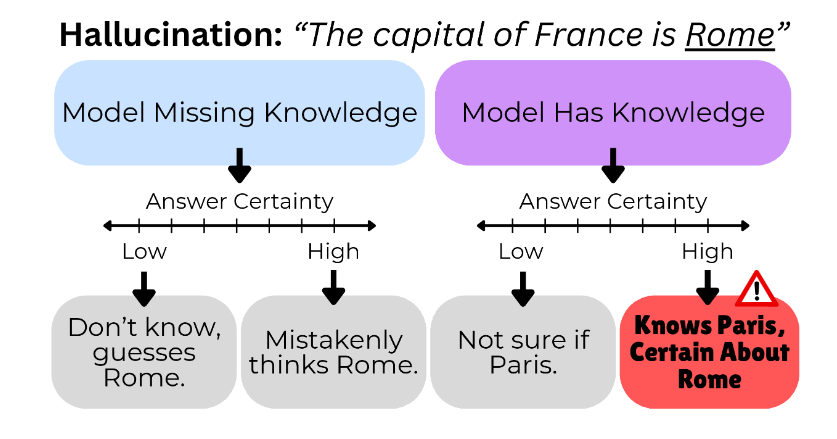 Hallucination: “The capital of France is Rome”
Model Missing Knowledge
Model Has Knowledge
Answer Certainty
Answer Certainty
Low
High
Low
High
Don’t know,
guesses
Rome.
Mistakenly
thinks Rome.
Not sure if
Paris.
!
Knows Paris,
Certain About
Rome